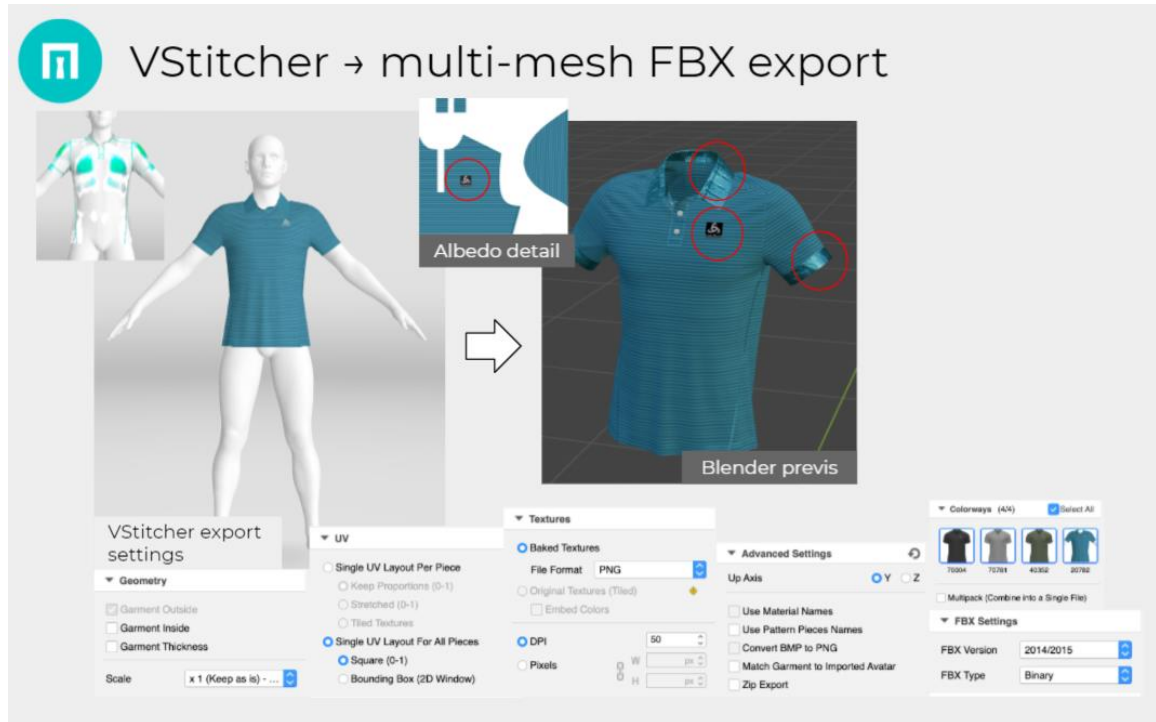 VStitcher → multi-mesh FBX export
Albedo detail
Blender previs
VStitcher export
settings
Geometry
Garment Outside
Garment Inside
Garment Thickness
Scale
x 1 (Keep as is) - ...
UV
Single UV Layout Per Piece
Keep Proportions (0-1)
Stretched (0-1)
Tiled Textures
Single UV Layout For All Pieces
Square (0-1)
Bounding Box (2D Window)
Textures
Baked Textures
File Format PNG
Original Textures (Tiled)
Embed Colors
DPI 50
Pixels W px
H px
Advanced Settings
Up Axis Y Z
Use Material Names
Use Pattern Pieces Names
Convert BMP to PNG
Match Garment to Imported Avatar
Zip Export
Colorways (4/4) Select All
70781 40352 20782
Multipack (Combine into a Single File)
FBX Settings
FBX Version 2014/2015
FBX Type Binary